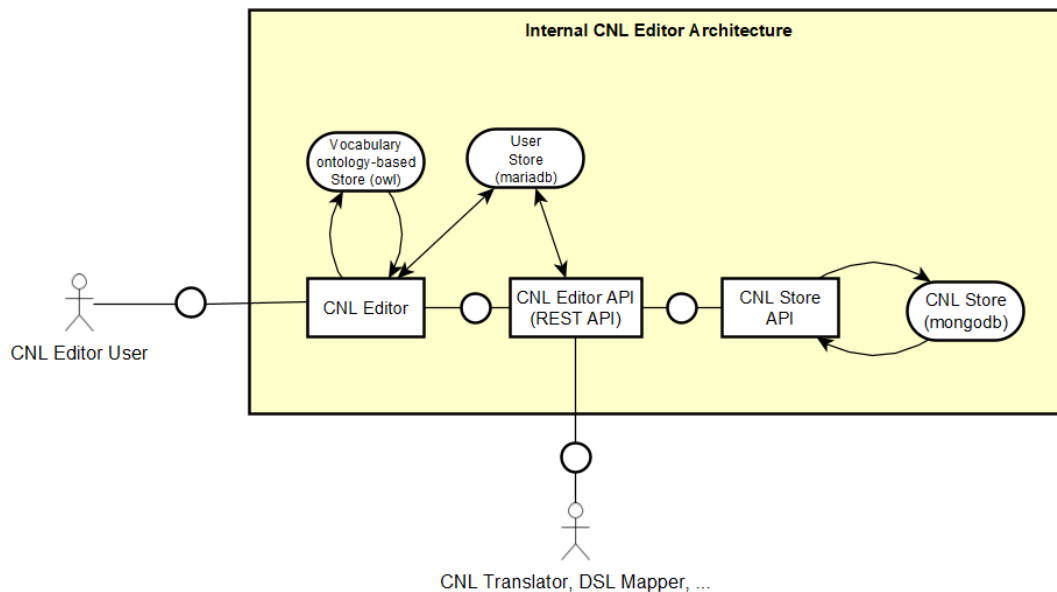 Internal CNL Editor Architecture
Vocabulary
ontology-based
Store (owl)
User
Store
(mariadb)
CNL Editor
CNL Editor API
(REST API)
CNL Store
API
CNL Store
(mongodb)
CNL Editor User
CNL Translator, DSL Mapper, ...